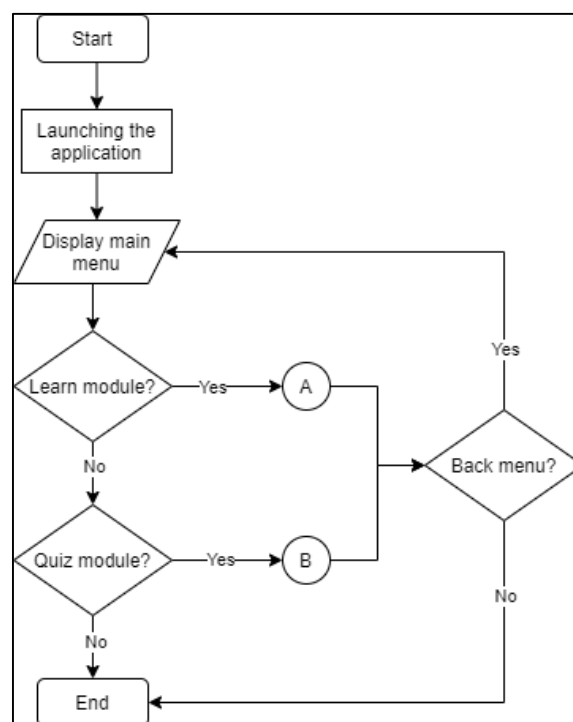 Start
Launching the
application
Display main
menu
Yes
Learn module?
Yes
A
Back menu?
No
Quiz module?
Yes
B
No
No
End